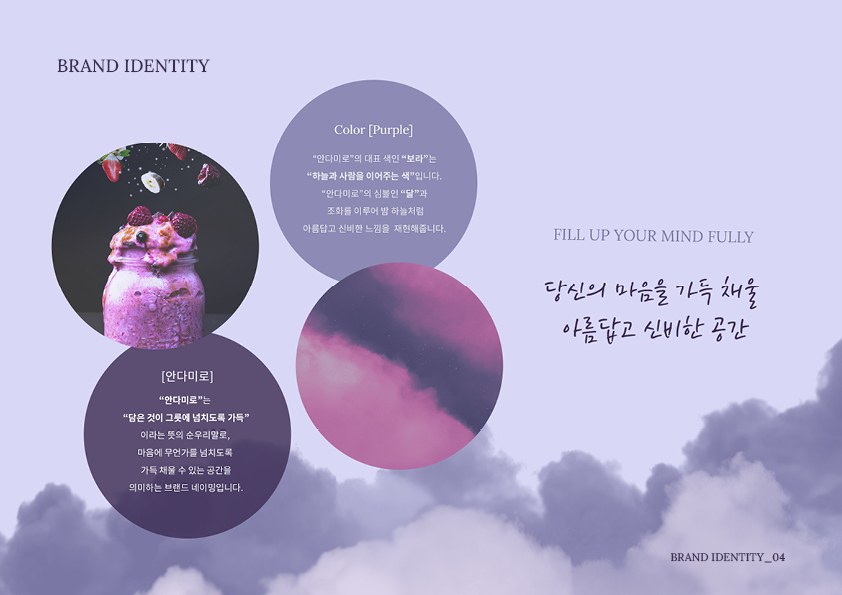 BRAND IDENTITY
Color [Purple]
“안다미로”의 대표 색인 “보라”는
“하늘과 사람을 이어주는 색”입니다.
“안다미로”의 심볼인 “달”과
조화를 이루어 밤 하늘처럼
아름답고 신비한 느낌을 재현해줍니다.
[안다미로]
“안다미로”는
“담은 것이 그릇에 넘치도록 가득”
이라는 뜻의 순우리말로,
마음에 무언가를 넘치도록
가득 채울 수 있는 공간을
의미하는 브랜드 네이밍입니다.
FILL UP YOUR MIND FULLY
당신의 마음을 가득 채울
아름답고 신비한 공간
BRAND IDENTITY_04